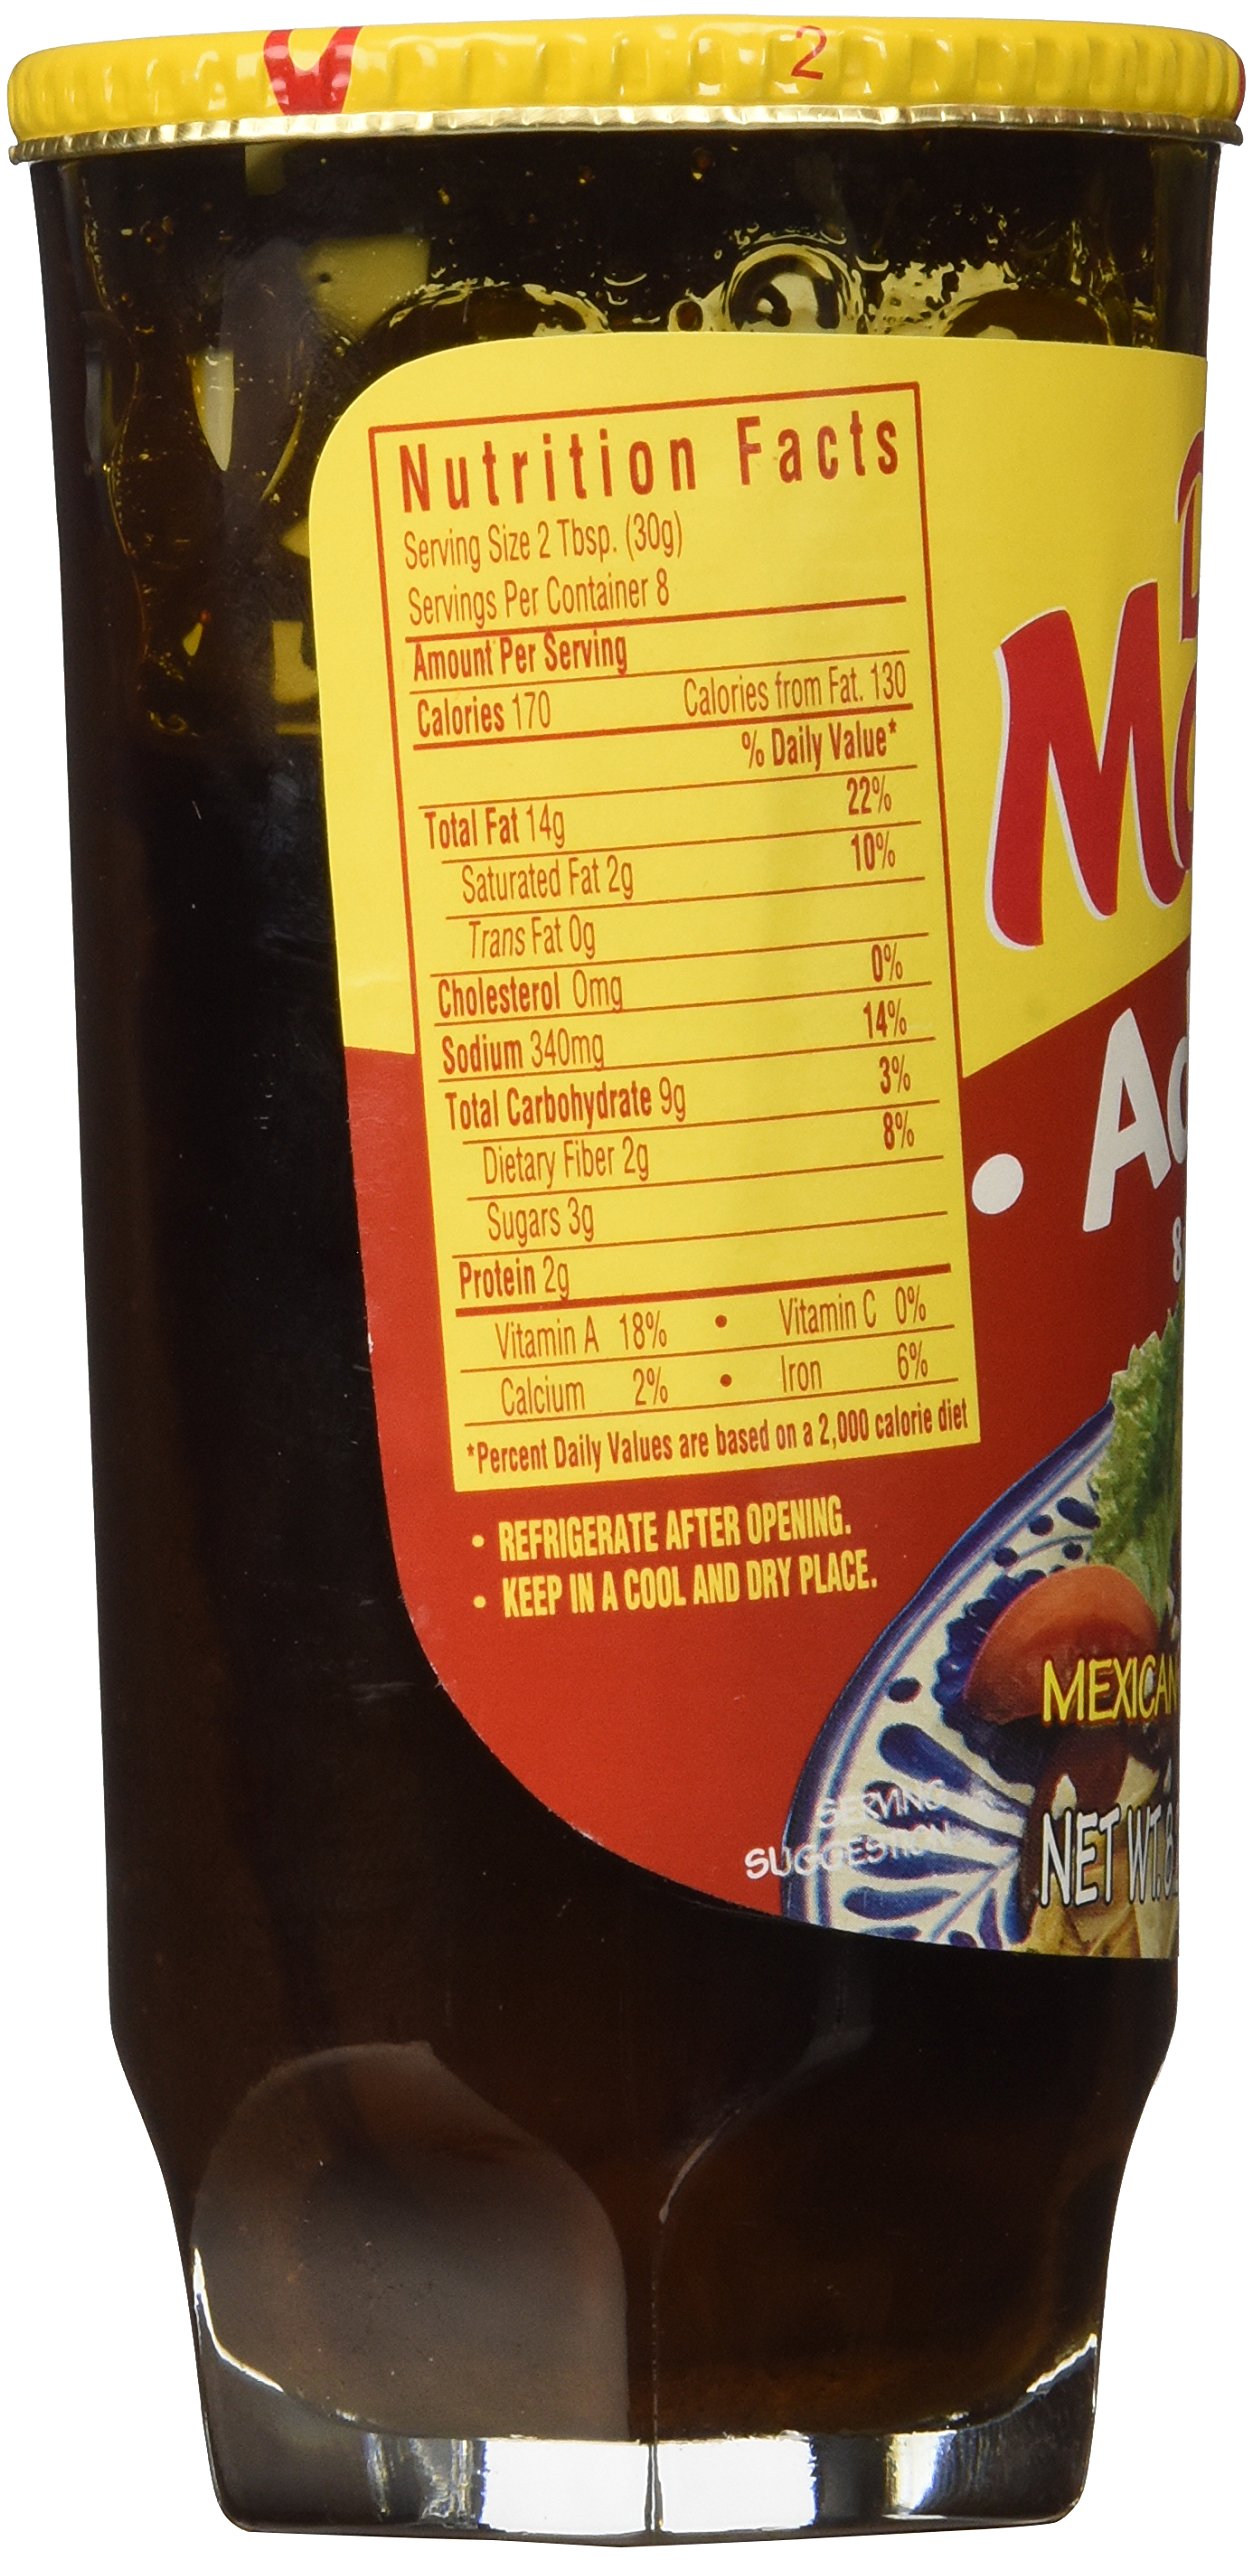 2
Nutrition Facts
Serving Size 2 Tbsp. (30g)
Servings Per Container 8
Amount Per Serving
Calories 170 Calories from Fat. 130
% Daily Value*
Total Fat 14g 22%
Saturated Fat 2g 10%
Trans Fat 0g
Cholesterol 0mg 0%
Sodium 340mg 14%
Total Carbohydrate 9g 3%
Dietary Fiber 2g 8%
Sugars 3g
Protein 2g
Vitamin A 18% • Vitamin C 0%
Calcium 2% • Iron 6%
*Percent Daily Values are based on a 2,000 calorie diet
• REFRIGERATE AFTER OPENING.
• KEEP IN A COOL AND DRY PLACE.
MEXICAN
SERVING
SUGGESTION
NET WT. 8